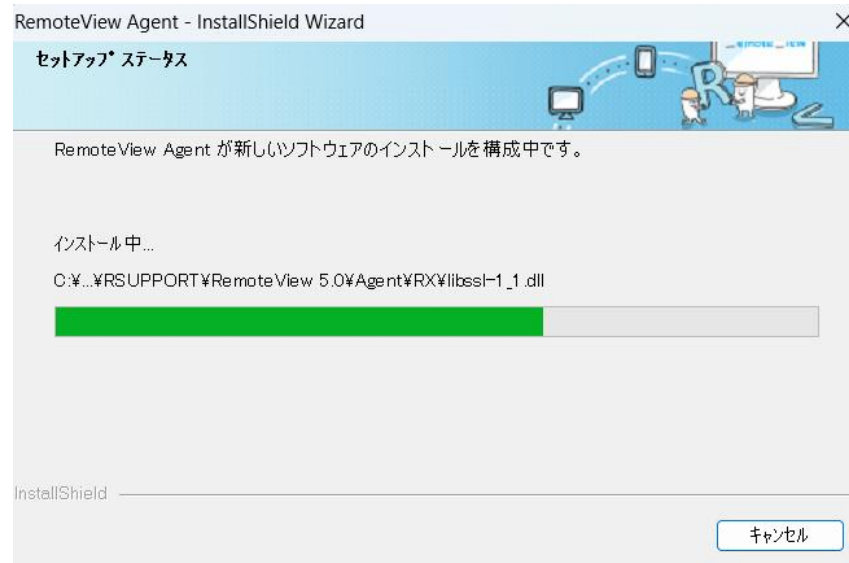 RemoteView Agent - InstallShield Wizard
セットアップ ステータス
RemoteView Agent が新しいソフトウェアのインストールを構成中です。
インストール中...
C:¥...¥RSUPPORT¥RemoteView 5.0¥Agent¥RX¥libssl-1_1.dll
InstallShield
キャンセル